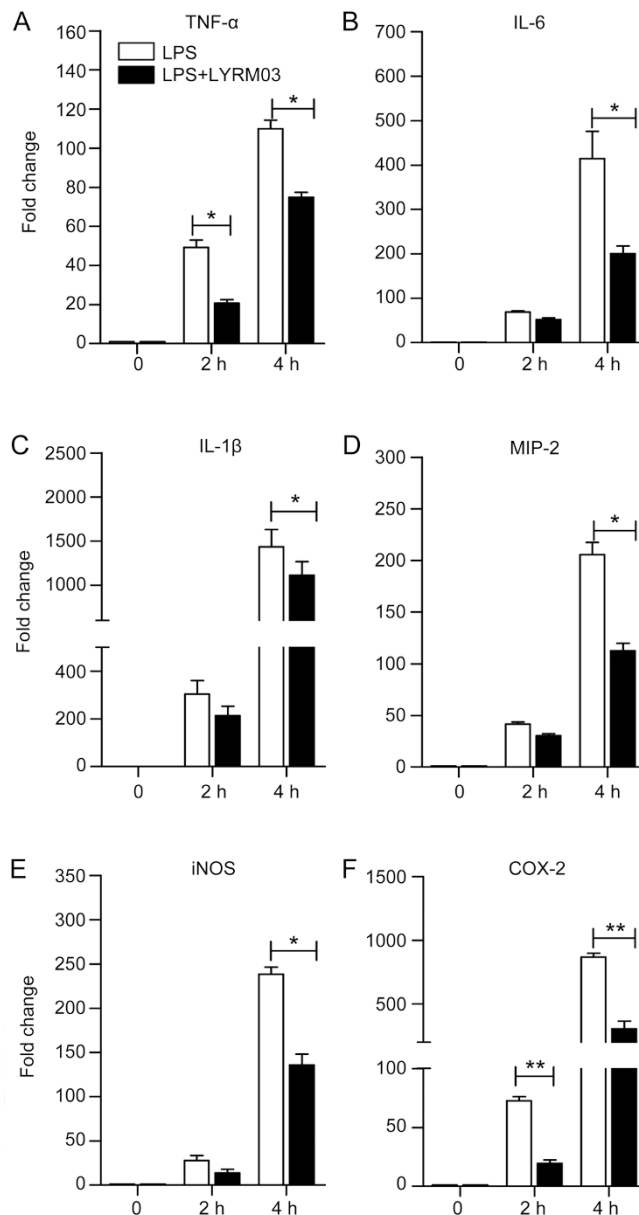 A
TNF-α
Fold change
160
140
120
100
80
60
40
20
0
LPS
LPS+LYRM03
*
*
0
2 h
4 h
B
IL-6
700
600
500
400
300
200
100
0
*
0
2 h
4 h
C
IL-1β
Fold change
2500
2000
1500
1000
400
200
0
*
0
2 h
4 h
D
MIP-2
300
250
200
150
100
50
0
*
0
2 h
4 h
E
iNOS
Fold change
350
300
250
200
150
100
50
0
*
0
2 h
4 h
F
COX-2
1500
1000
500
100
50
0
**
**
0
2 h
4 h